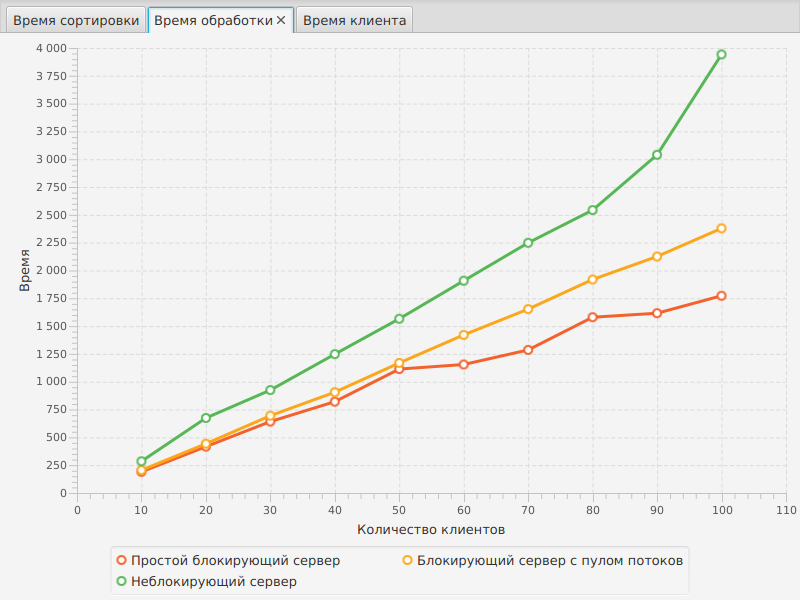 Время сортировки Время обработки ✕ Время клиента
4 000
3 750
3 500
3 250
3 000
2 750
2 500
2 250
2 000
1 750
1 500
1 250
1 000
750
500
250
0
Время
0 10 20 30 40 50 60 70 80 90 100 110
Количество клиентов
Простой блокирующий сервер Блокирующий сервер с пулом потоков
Неблокирующий сервер